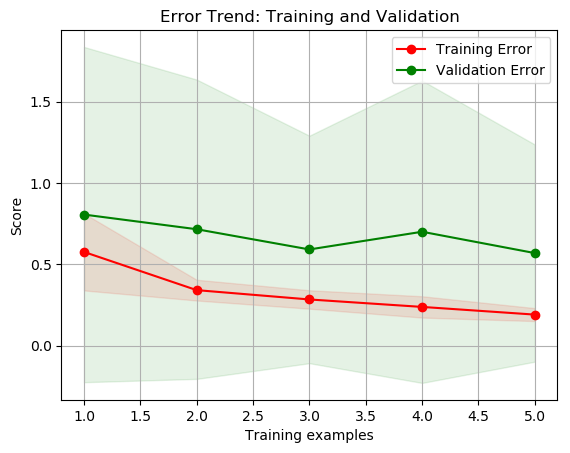 Error Trend: Training and Validation
Training Error
Validation Error
Score
1.5
1.0
0.5
0.0
1.0 1.5 2.0 2.5 3.0 3.5 4.0 4.5 5.0
Training examples